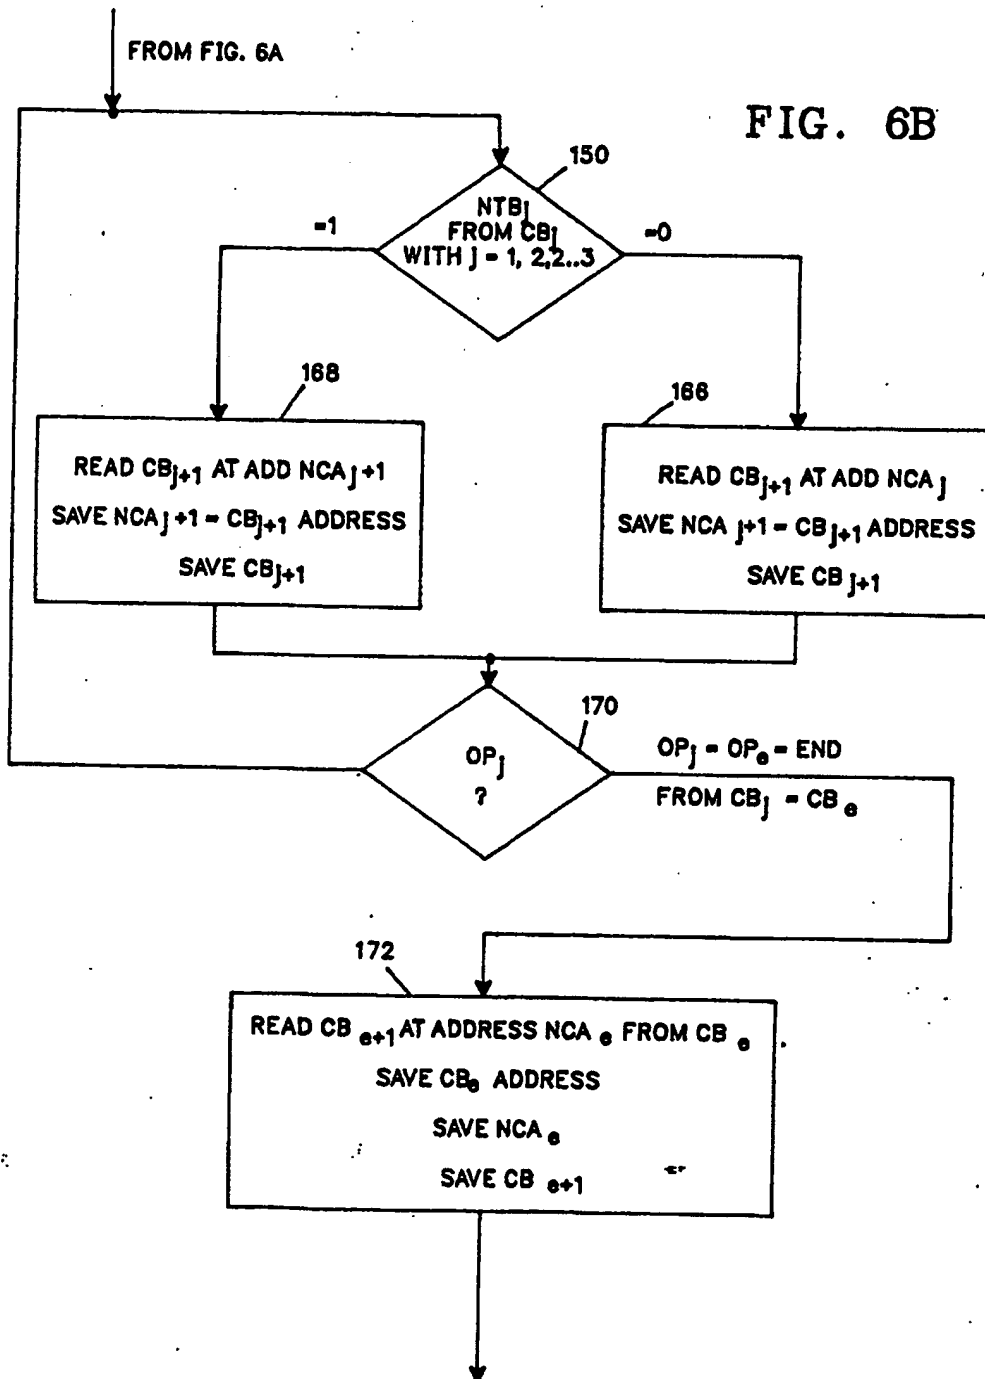 FROM FIG. 6A
FIG. 6B
150
NTBj
FROM CBj
WITH j = 1, 2,2..3
=1
=0
168
READ CBj+1 AT ADD NCAj+1
SAVE NCAj+1 = CBj+1 ADDRESS
SAVE CBj+1
166
READ CBj+1 AT ADD NCAj
SAVE NCA j+1 = CBj+1 ADDRESS
SAVE CB j+1
170
OPj
?
OPj = OPe = END
FROM CBj = CB e
172
READ CB e+1 AT ADDRESS NCA e FROM CB e
SAVE CBe ADDRESS
SAVE NCA e
SAVE CB e+1